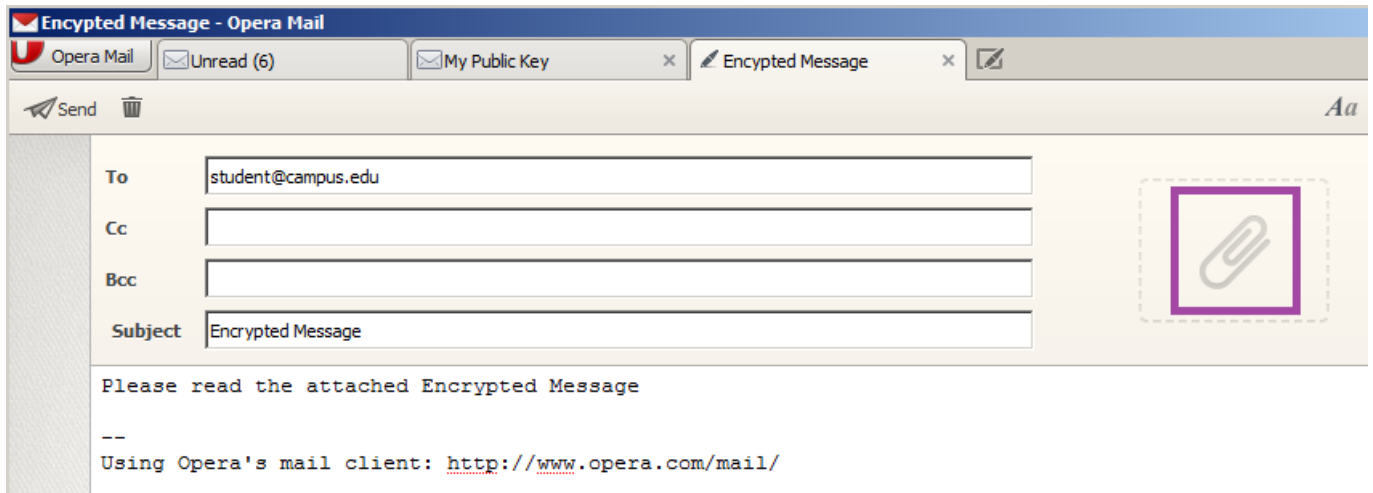 Encypted Message - Opera Mail
Opera Mail Unread (6) My Public Key Encypted Message
Send Aa
To student@campus.edu
Cc
Bcc
Subject Encrypted Message
Please read the attached Encrypted Message
--
Using Opera's mail client: http://www.opera.com/mail/